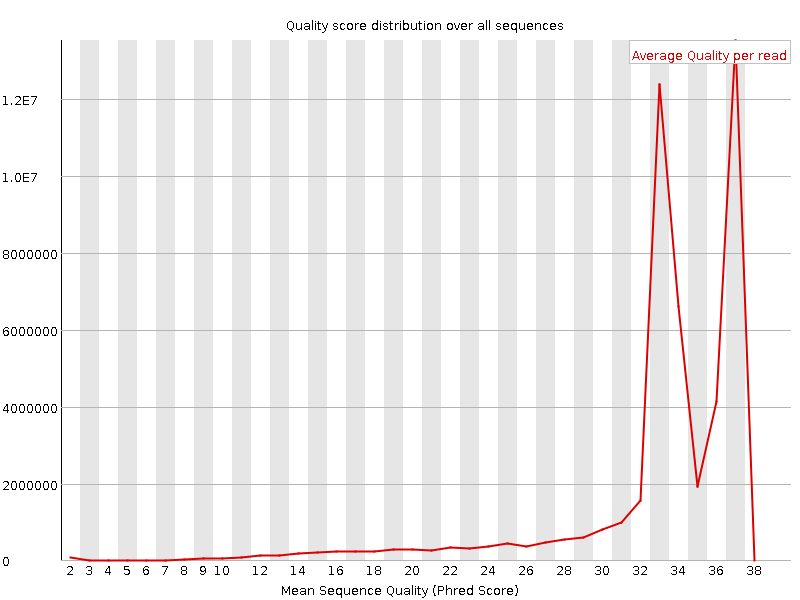 Quality score distribution over all sequences
Average Quality per read
1.2E7
1.0E7
8000000
6000000
4000000
2000000
0
2 3 4 5 6 7 8 9 10 12 14 16 18 20 22 24 26 28 30 32 34 36 38
Mean Sequence Quality (Phred Score)